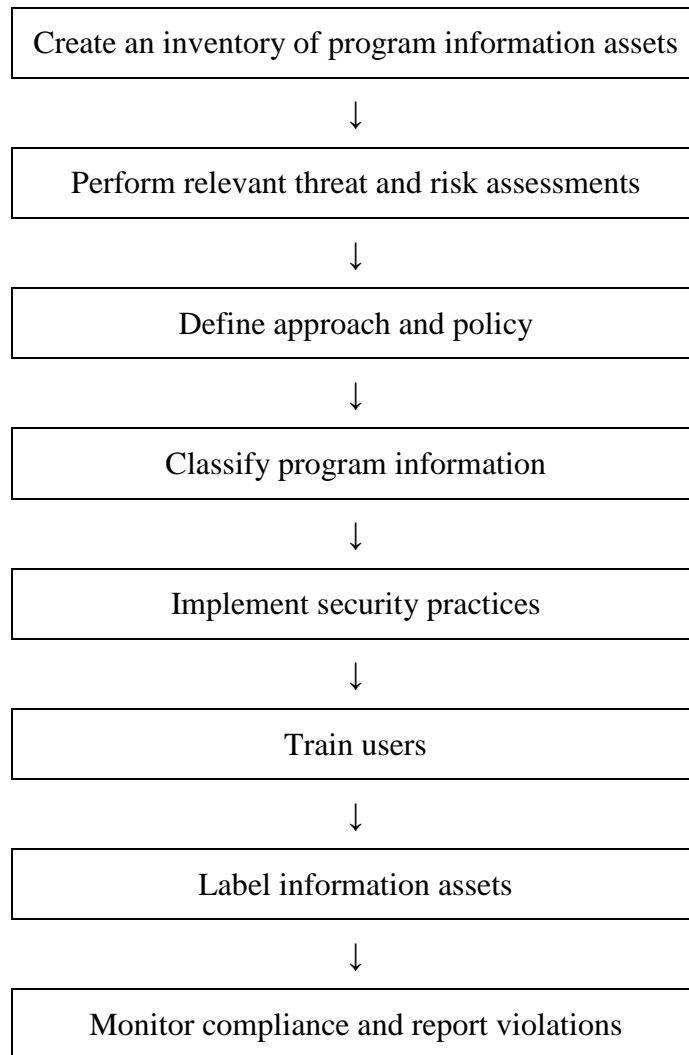 Create an inventory of program information assets
↓
Perform relevant threat and risk assessments
↓
Define approach and policy
↓
Classify program information
↓
Implement security practices
↓
Train users
↓
Label information assets
↓
Monitor compliance and report violations